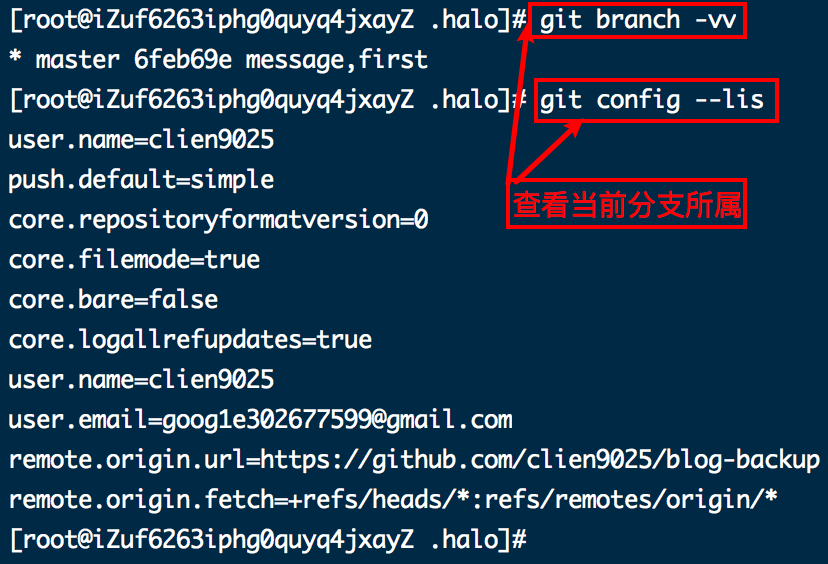 [root@iZuf6263iphg0quyq4jxayZ .halo]# git branch -vv
* master 6feb69e message,first
[root@iZuf6263iphg0quyq4jxayZ .halo]# git config --lis
user.name=clien9025
push.default=simple
查看当前分支所属
core.repositoryformatversion=0
core.filemode=true
core.bare=false
core.logallrefupdates=true
user.name=clien9025
user.email=goog1e302677599@gmail.com
remote.origin.url=https://github.com/clien9025/blog-backup
remote.origin.fetch=+refs/heads/*:refs/remotes/origin/*
[root@iZuf6263iphg0quyq4jxayZ .halo]#